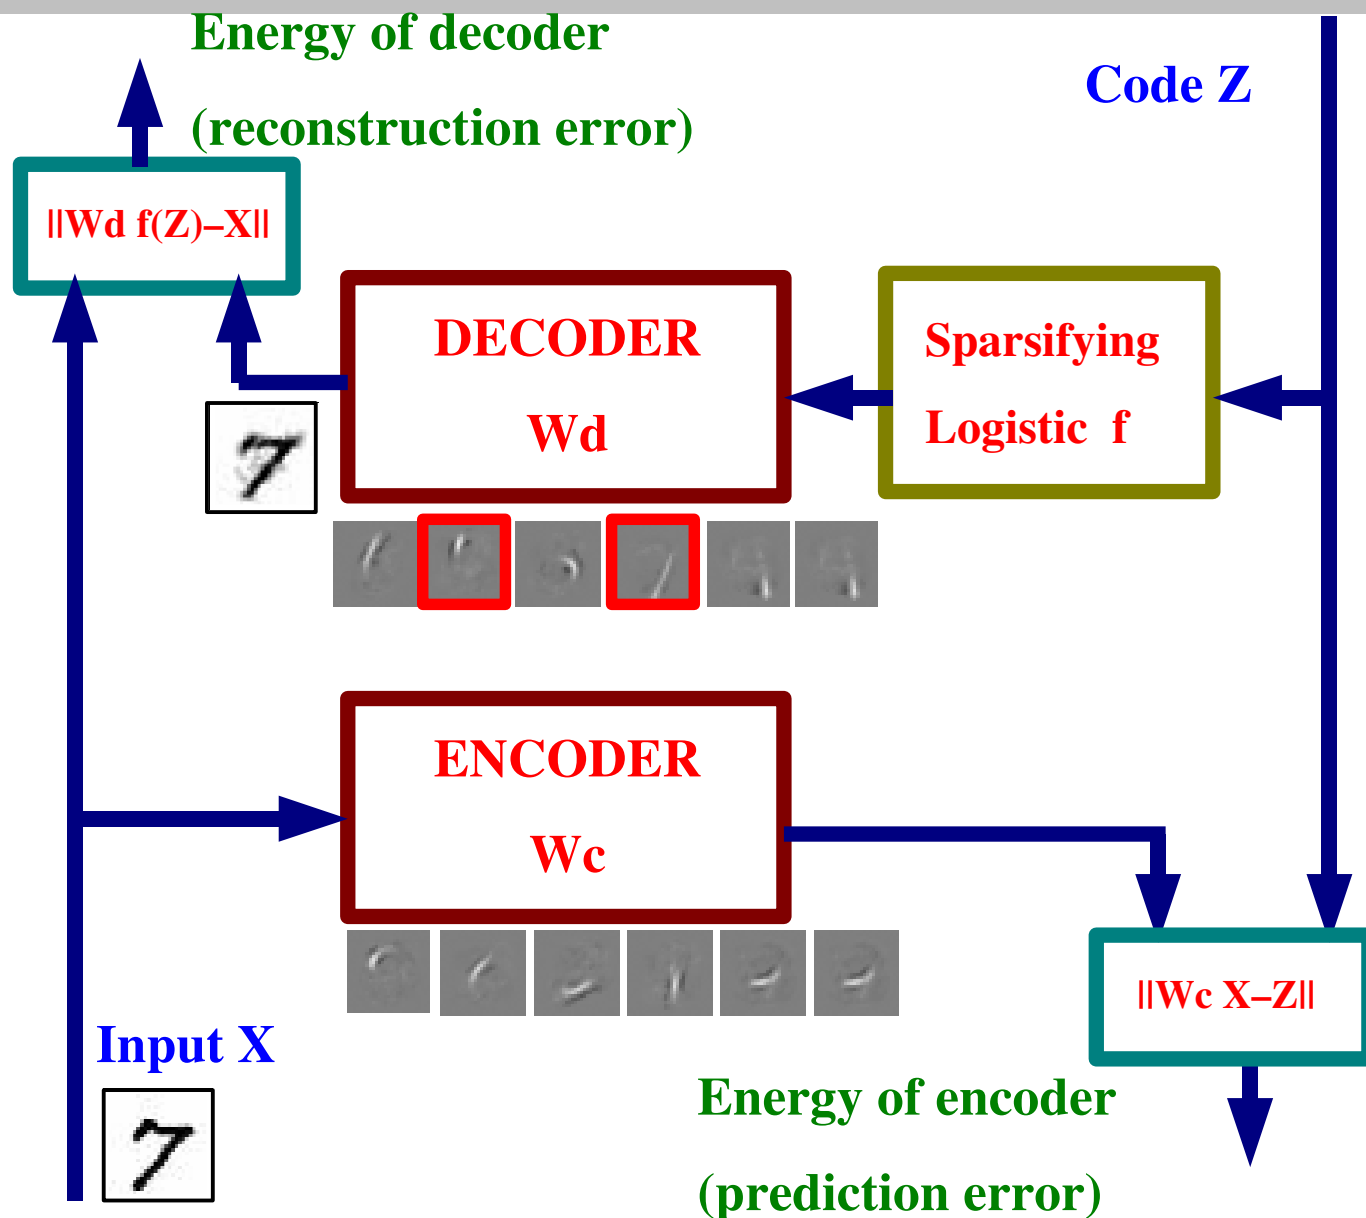 Energy of decoder
(reconstruction error)
Code Z
||Wd f(Z)–X||
DECODER
Wd
Sparsifying
Logistic f
ENCODER
Wc
||Wc X–Z||
Input X
Energy of encoder
(prediction error)